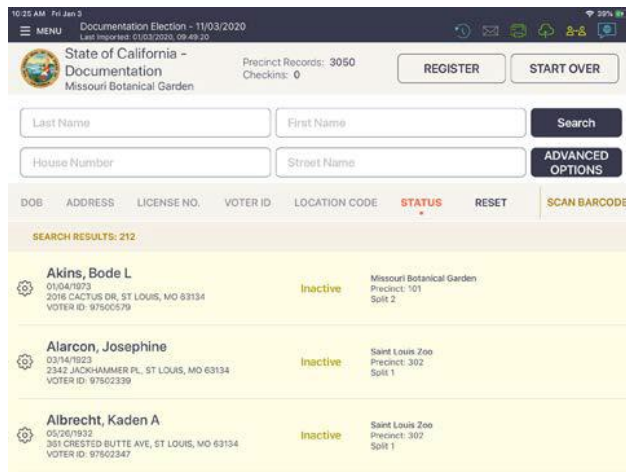 10:25 AM Fri Jan 3
39%
MENU
Documentation Election - 11/03/2020
Last Imported: 01/03/2020, 09:49:20
State of California -
Documentation
Missouri Botanical Garden
Precinct Records: 3050
Checkins: 0
REGISTER
START OVER
Last Name
First Name
Search
House Number
Street Name
ADVANCED
OPTIONS
DOB ADDRESS LICENSE NO. VOTER ID LOCATION CODE STATUS RESET SCAN BARCODE
SEARCH RESULTS: 212
Akins, Bode L
01/04/1973
2016 CACTUS DR, ST LOUIS, MO 63134
VOTER ID: 97500579
Inactive
Missouri Botanical Garden
Precinct: 101
Split 2
Alarcon, Josephine
03/14/1923
2342 JACKHAMMER PL, ST LOUIS, MO 63134
VOTER ID: 97502339
Inactive
Saint Louis Zoo
Precinct: 302
Split 1
Albrecht, Kaden A
05/26/1932
361 CRESTED BUTTE AVE, ST LOUIS, MO 63134
VOTER ID: 97502347
Inactive
Saint Louis Zoo
Precinct: 302
Split 1